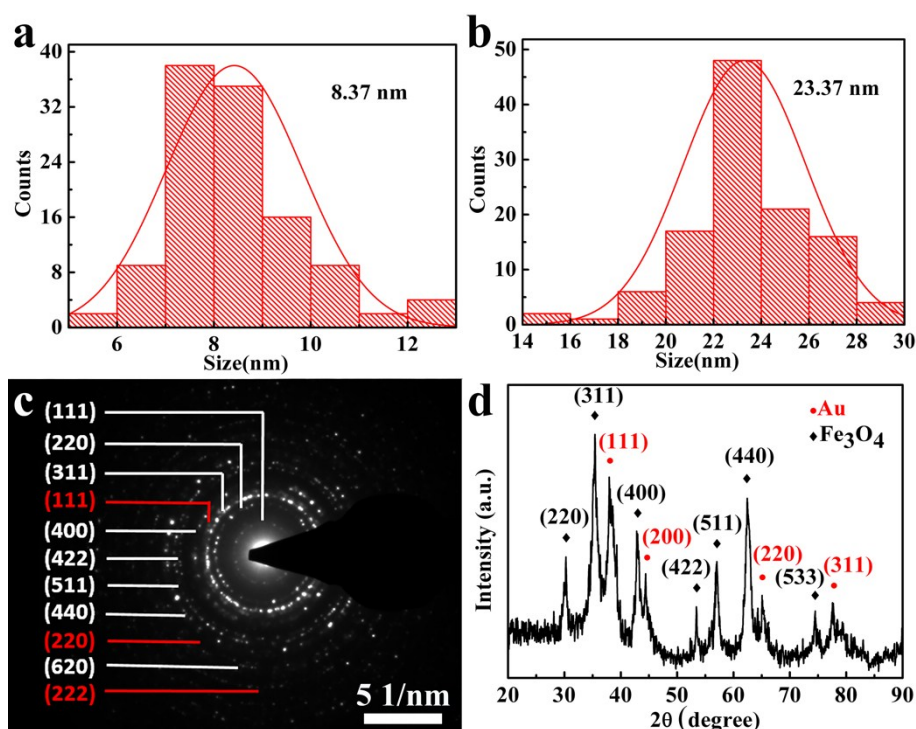 a
8.37 nm
Counts
40
32
24
16
8
0
6 8 10 12
Size(nm)
b
23.37 nm
Counts
50
40
30
20
10
0
14 16 18 20 22 24 26 28 30
Size(nm)
c
(111)
(220)
(311)
(111)
(400)
(422)
(511)
(440)
(220)
(620)
(222)
5 1/nm
d
Au
Fe₃O₄
(220)
(311)
(111)
(400)
(200)
(422)
(511)
(440)
(220)
(533)
(311)
Intensity (a.u.)
20 30 40 50 60 70 80 90
2θ (degree)